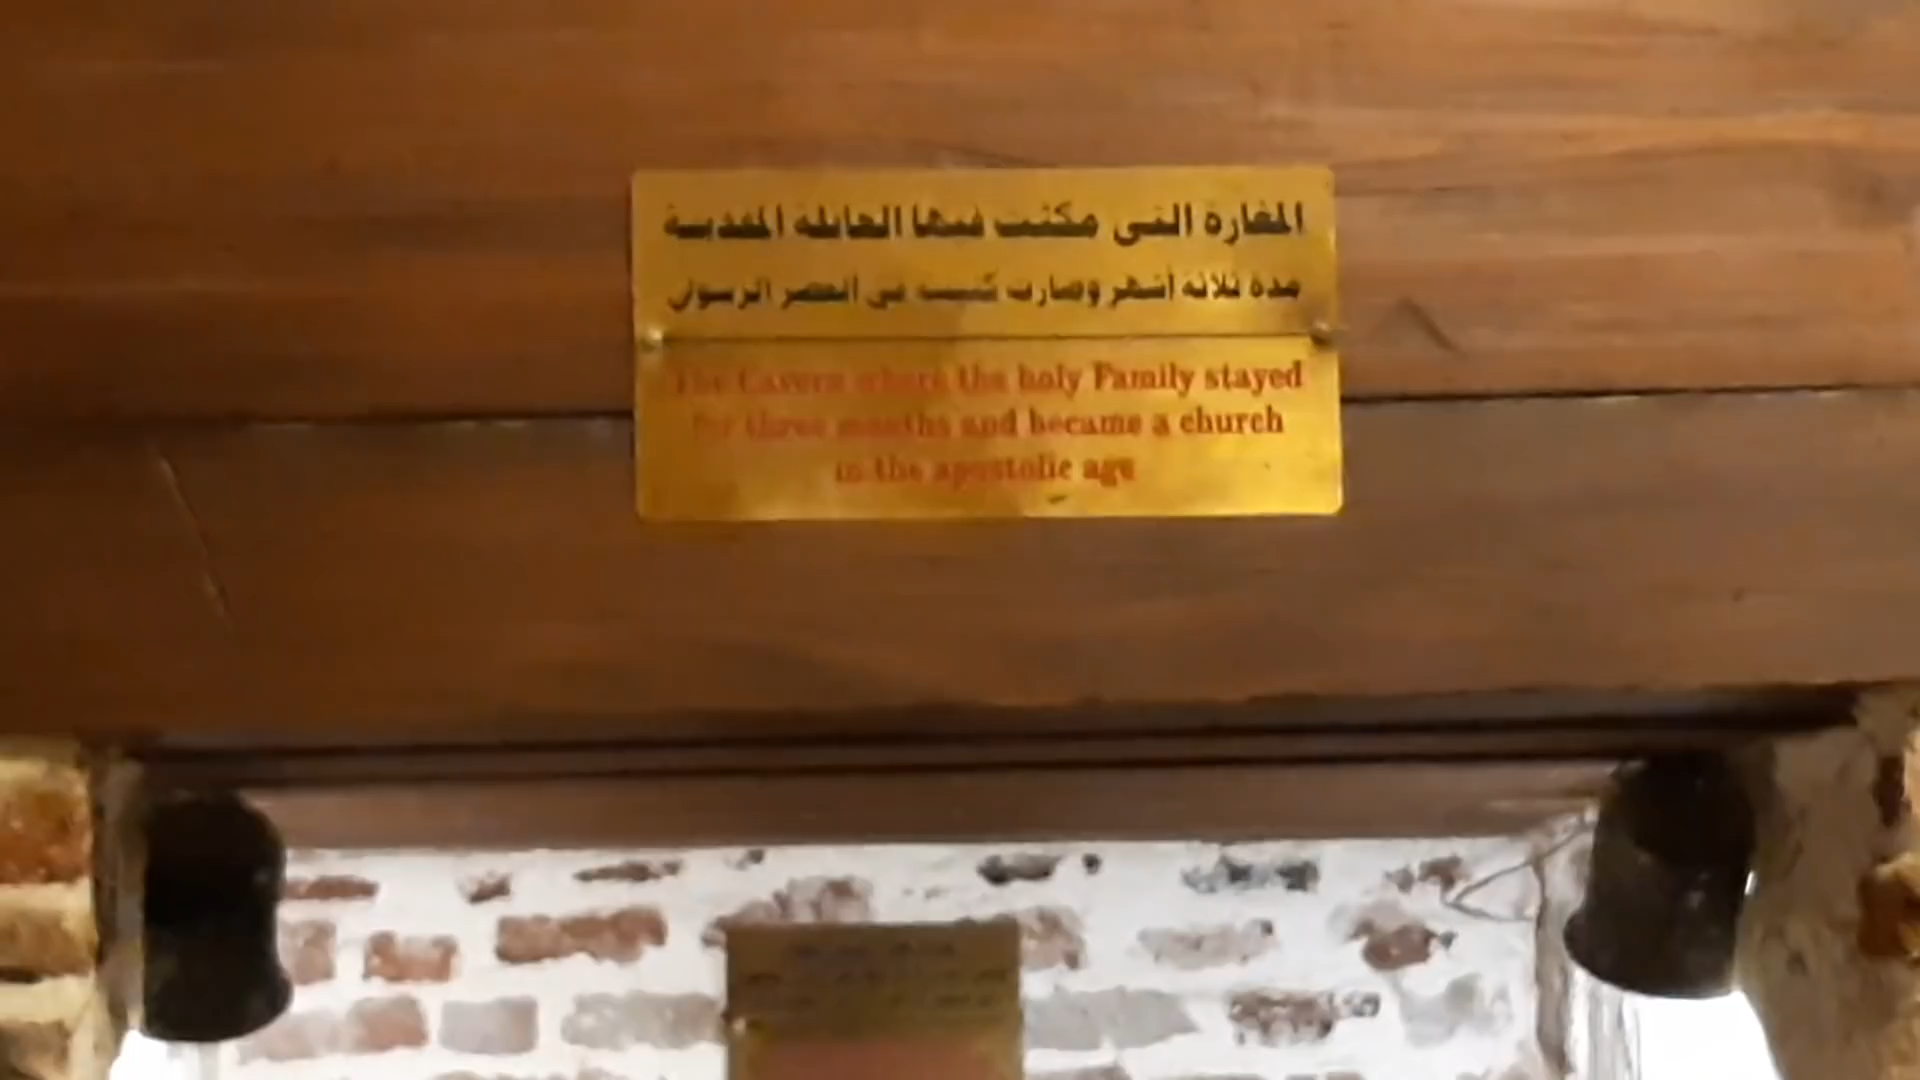 المغارة التى مكثت فيها العائلة المقدسة
مدة ثلاثة أشهر وصارت كنيسة فى العصر الرسولى
The Cavern where the holy Family stayed
for three months and became a church
in the apostolic age